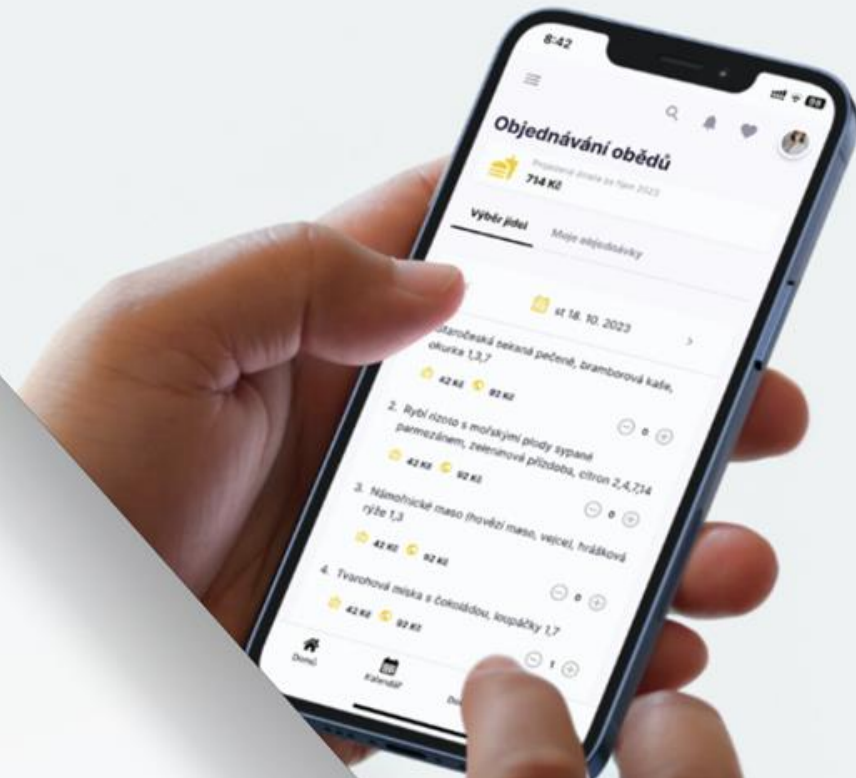 8:42
Objednávání obědů
714 Kč
Výběr jídel
Moje objednávky
st 18. 10. 2023
Staročeská sekaná pečeně, bramborová kaše,
okurka 1,3,7
42 Kč 92 Kč
0
2. Rybí rizoto s mořskými plody sypané
parmezánem, zeleninová přízdoba, citron 2,4,7,14
42 Kč 92 Kč
0
3. Námořnické maso (hovězí maso, vejce), hrášková
rýže 1,3
42 Kč 92 Kč
0
4. Tvarohová miska s čokoládou, loupáčky 1,7
42 Kč 92 Kč
1
Domů
Kalendář